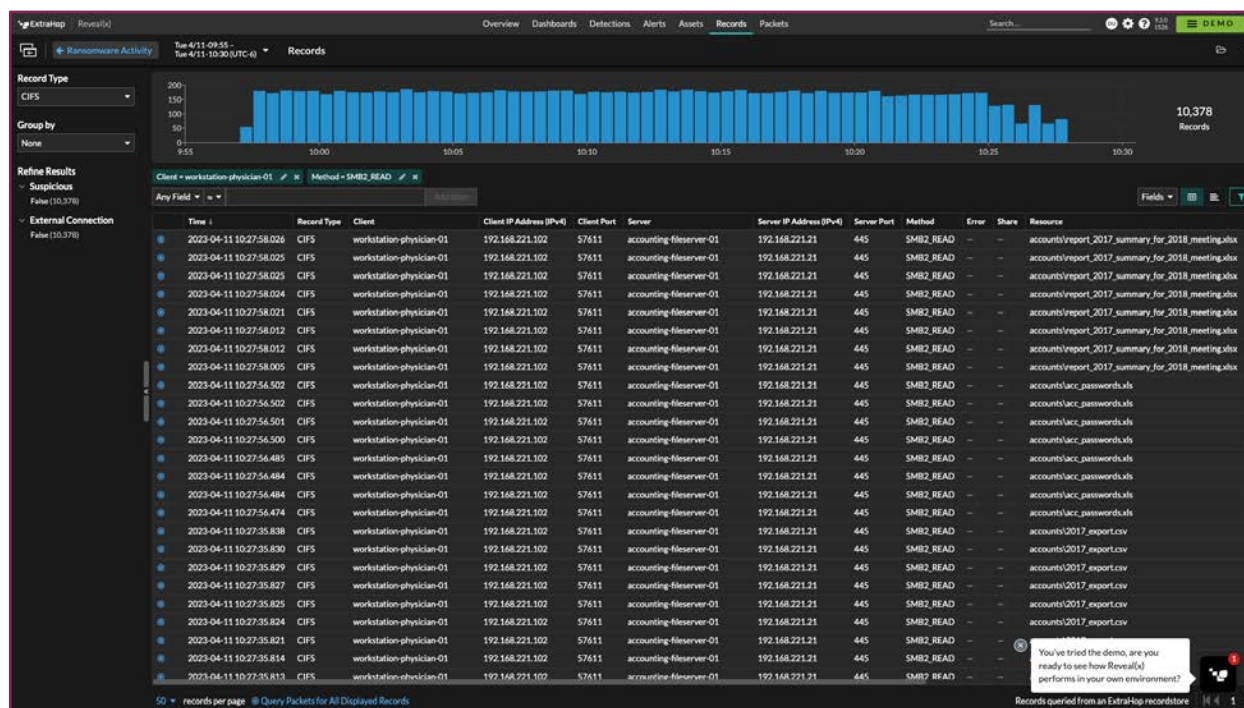 ExtraHop Reveal(x) Overview Dashboards Detections Alerts Assets Records Packets Search... DEMO
Ransomware Activity Tue 4/11-09:55 - Tue 4/11-10:30 (UTC-6) Records
Record Type
CIFS
Group by
None
Refine Results
Suspicious
False (10,378)
External Connection
False (10,378)
200
150
100
50
0
9:55 10:00 10:05 10:10 10:15 10:20 10:25 10:30
10,378
Records
Client = workstation-physician-01 Method = SMB2_READ
Any Field = Fields
Time Record Type Client Client IP Address (IPv4) Client Port Server Server IP Address (IPv4) Server Port Method Error Share Resource
2023-04-11 10:27:58.026 CIFS workstation-physician-01 192.168.221.102 57611 accounting-fileserver-01 192.168.221.21 445 SMB2_READ — — accounts\report_2017_summary_for_2018_meeting.xlsx
2023-04-11 10:27:58.025 CIFS workstation-physician-01 192.168.221.102 57611 accounting-fileserver-01 192.168.221.21 445 SMB2_READ — — accounts\report_2017_summary_for_2018_meeting.xlsx
2023-04-11 10:27:58.025 CIFS workstation-physician-01 192.168.221.102 57611 accounting-fileserver-01 192.168.221.21 445 SMB2_READ — — accounts\report_2017_summary_for_2018_meeting.xlsx
2023-04-11 10:27:58.024 CIFS workstation-physician-01 192.168.221.102 57611 accounting-fileserver-01 192.168.221.21 445 SMB2_READ — — accounts\report_2017_summary_for_2018_meeting.xlsx
2023-04-11 10:27:58.021 CIFS workstation-physician-01 192.168.221.102 57611 accounting-fileserver-01 192.168.221.21 445 SMB2_READ — — accounts\report_2017_summary_for_2018_meeting.xlsx
2023-04-11 10:27:58.012 CIFS workstation-physician-01 192.168.221.102 57611 accounting-fileserver-01 192.168.221.21 445 SMB2_READ — — accounts\report_2017_summary_for_2018_meeting.xlsx
2023-04-11 10:27:58.012 CIFS workstation-physician-01 192.168.221.102 57611 accounting-fileserver-01 192.168.221.21 445 SMB2_READ — — accounts\report_2017_summary_for_2018_meeting.xlsx
2023-04-11 10:27:58.005 CIFS workstation-physician-01 192.168.221.102 57611 accounting-fileserver-01 192.168.221.21 445 SMB2_READ — — accounts\report_2017_summary_for_2018_meeting.xlsx
2023-04-11 10:27:56.502 CIFS workstation-physician-01 192.168.221.102 57611 accounting-fileserver-01 192.168.221.21 445 SMB2_READ — — accounts\acc_passwords.xls
2023-04-11 10:27:56.502 CIFS workstation-physician-01 192.168.221.102 57611 accounting-fileserver-01 192.168.221.21 445 SMB2_READ — — accounts\acc_passwords.xls
2023-04-11 10:27:56.501 CIFS workstation-physician-01 192.168.221.102 57611 accounting-fileserver-01 192.168.221.21 445 SMB2_READ — — accounts\acc_passwords.xls
2023-04-11 10:27:56.500 CIFS workstation-physician-01 192.168.221.102 57611 accounting-fileserver-01 192.168.221.21 445 SMB2_READ — — accounts\acc_passwords.xls
2023-04-11 10:27:56.485 CIFS workstation-physician-01 192.168.221.102 57611 accounting-fileserver-01 192.168.221.21 445 SMB2_READ — — accounts\acc_passwords.xls
2023-04-11 10:27:56.484 CIFS workstation-physician-01 192.168.221.102 57611 accounting-fileserver-01 192.168.221.21 445 SMB2_READ — — accounts\acc_passwords.xls
2023-04-11 10:27:56.484 CIFS workstation-physician-01 192.168.221.102 57611 accounting-fileserver-01 192.168.221.21 445 SMB2_READ — — accounts\acc_passwords.xls
2023-04-11 10:27:56.474 CIFS workstation-physician-01 192.168.221.102 57611 accounting-fileserver-01 192.168.221.21 445 SMB2_READ — — accounts\acc_passwords.xls
2023-04-11 10:27:35.838 CIFS workstation-physician-01 192.168.221.102 57611 accounting-fileserver-01 192.168.221.21 445 SMB2_READ — — accounts\2017_export.csv
2023-04-11 10:27:35.830 CIFS workstation-physician-01 192.168.221.102 57611 accounting-fileserver-01 192.168.221.21 445 SMB2_READ — — accounts\2017_export.csv
2023-04-11 10:27:35.829 CIFS workstation-physician-01 192.168.221.102 57611 accounting-fileserver-01 192.168.221.21 445 SMB2_READ — — accounts\2017_export.csv
2023-04-11 10:27:35.827 CIFS workstation-physician-01 192.168.221.102 57611 accounting-fileserver-01 192.168.221.21 445 SMB2_READ — — accounts\2017_export.csv
2023-04-11 10:27:35.825 CIFS workstation-physician-01 192.168.221.102 57611 accounting-fileserver-01 192.168.221.21 445 SMB2_READ — — accounts\2017_export.csv
2023-04-11 10:27:35.824 CIFS workstation-physician-01 192.168.221.102 57611 accounting-fileserver-01 192.168.221.21 445 SMB2_READ — — accounts\2017_export.csv
2023-04-11 10:27:35.821 CIFS workstation-physician-01 192.168.221.102 57611 accounting-fileserver-01 192.168.221.21 445 SMB2_READ — —
2023-04-11 10:27:35.814 CIFS workstation-physician-01 192.168.221.102 57611 accounting-fileserver-01 192.168.221.21 445 SMB2_READ — —
2023-04-11 10:27:35.813 CIFS workstation-physician-01 192.168.221.102 57611 accounting-fileserver-01 192.168.221.21 445 SMB2_READ — —
You've tried the demo, are you
ready to see how Reveal(x)
performs in your own environment?
1
50 records per page Query Packets for All Displayed Records Records queried from an ExtraHop recordstore 1